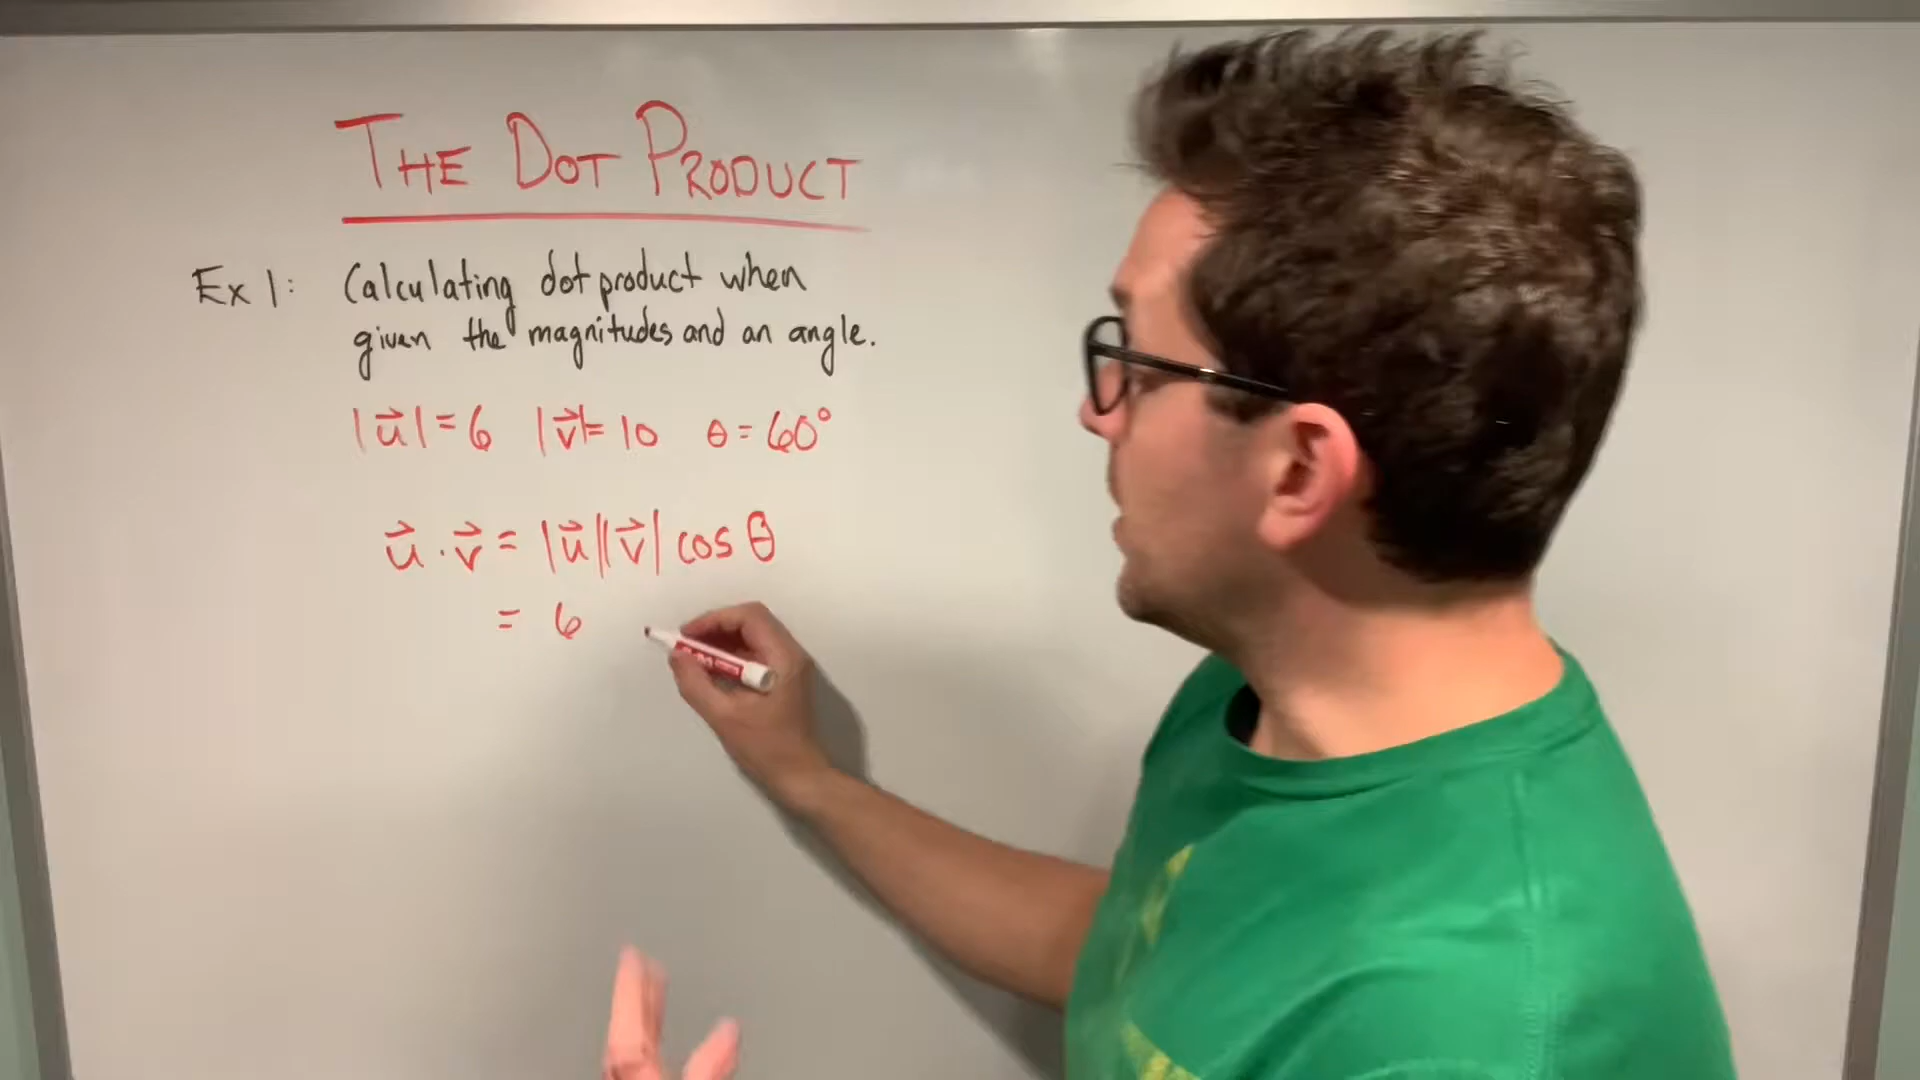 THE DOT PRODUCT
Ex 1: Calculating dot product when
given the magnitudes and an angle.
|u⃗| = 6 |v⃗| = 10 θ = 60°
u⃗ · v⃗ = |u⃗||v⃗| cos θ
= 6